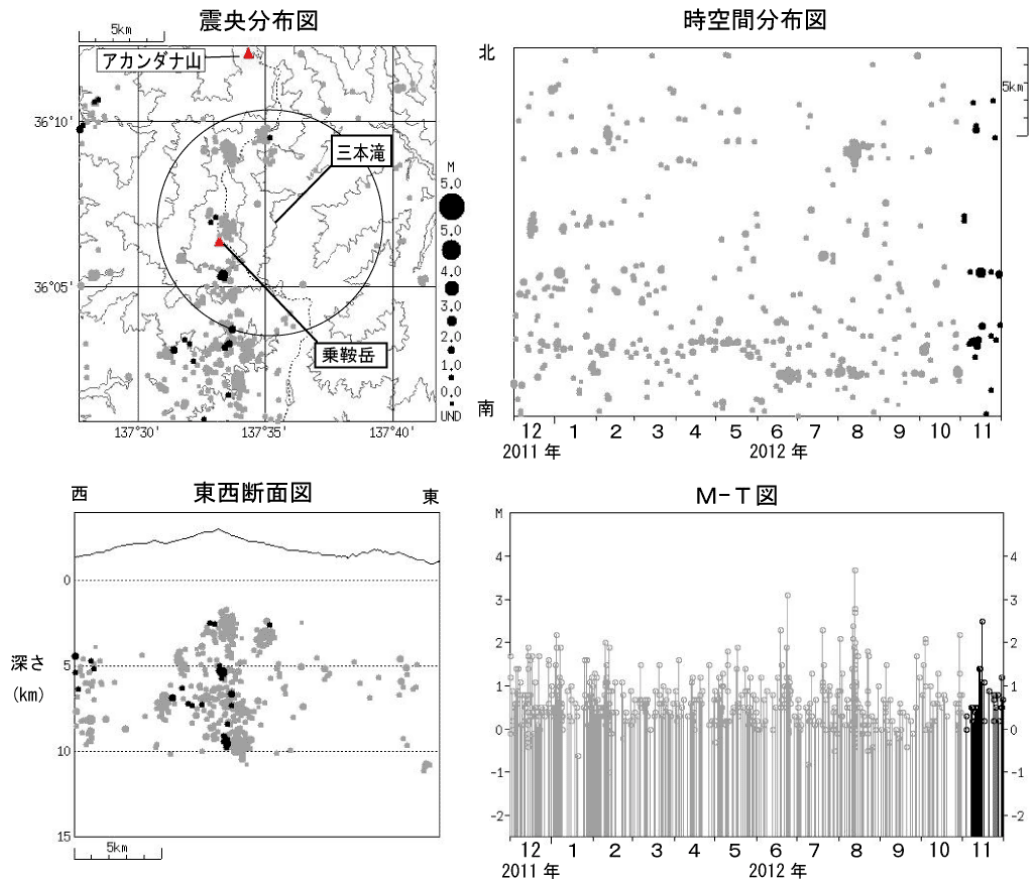 震央分布図
5km
アカンダナ山
36°10'
三本滝
36°05'
乗鞍岳
137°30'
137°35'
137°40'
M
5.0
5.0
4.0
3.0
2.0
1.0
0.0
UND
時空間分布図
北
5km
南
12 1 2 3 4 5 6 7 8 9 10 11
2011 年 2012 年
東西断面図
西 東
0
深さ 5
(km)
10
15
5km
M-T図
M
4 4
3 3
2 2
1 1
0 0
-1 -1
-2 -2
12 1 2 3 4 5 6 7 8 9 10 11
2011 年 2012 年